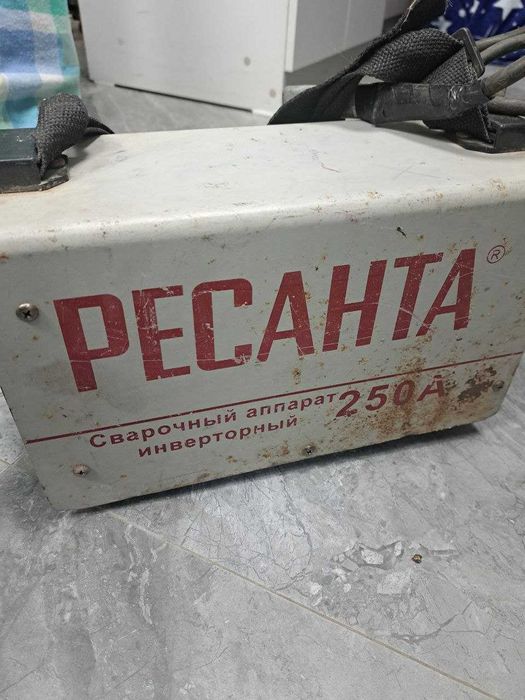 РЕСАНТА®
Сварочный аппарат 250А
инверторный